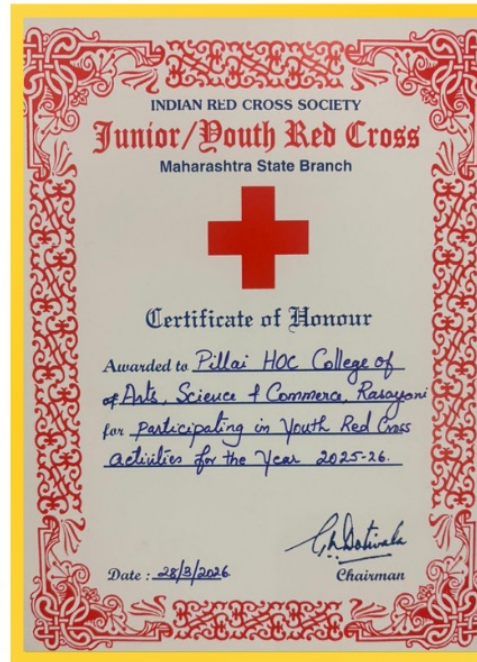 INDIAN RED CROSS SOCIETY
Junior/Youth Red Cross
Maharashtra State Branch
Certificate of Honour
Awarded to Pillai HOC College of
of Arts, Science & Commerce, Rasayani
for participating in Youth Red Cross
activities for the Year 2025-26.
Date : 28/3/2026
Chairman